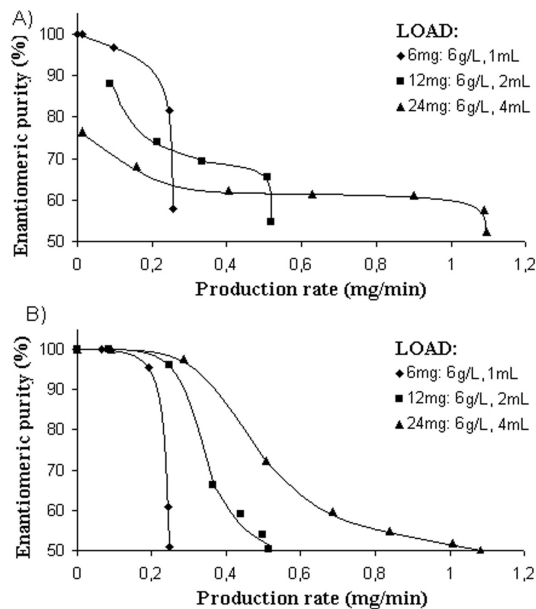 A)
LOAD:
6mg: 6g/L, 1mL
12mg: 6g/L, 2mL
24mg: 6g/L, 4mL
Enantiomeric purity (%)
100
90
80
70
60
50
0
0,2
0,4
0,6
0,8
1
1,2
Production rate (mg/min)
B)
LOAD:
6mg: 6g/L, 1mL
12mg: 6g/L, 2mL
24mg: 6g/L, 4mL
Enantiomeric purity (%)
100
90
80
70
60
50
0
0,2
0,4
0,6
0,8
1
1,2
Production rate (mg/min)